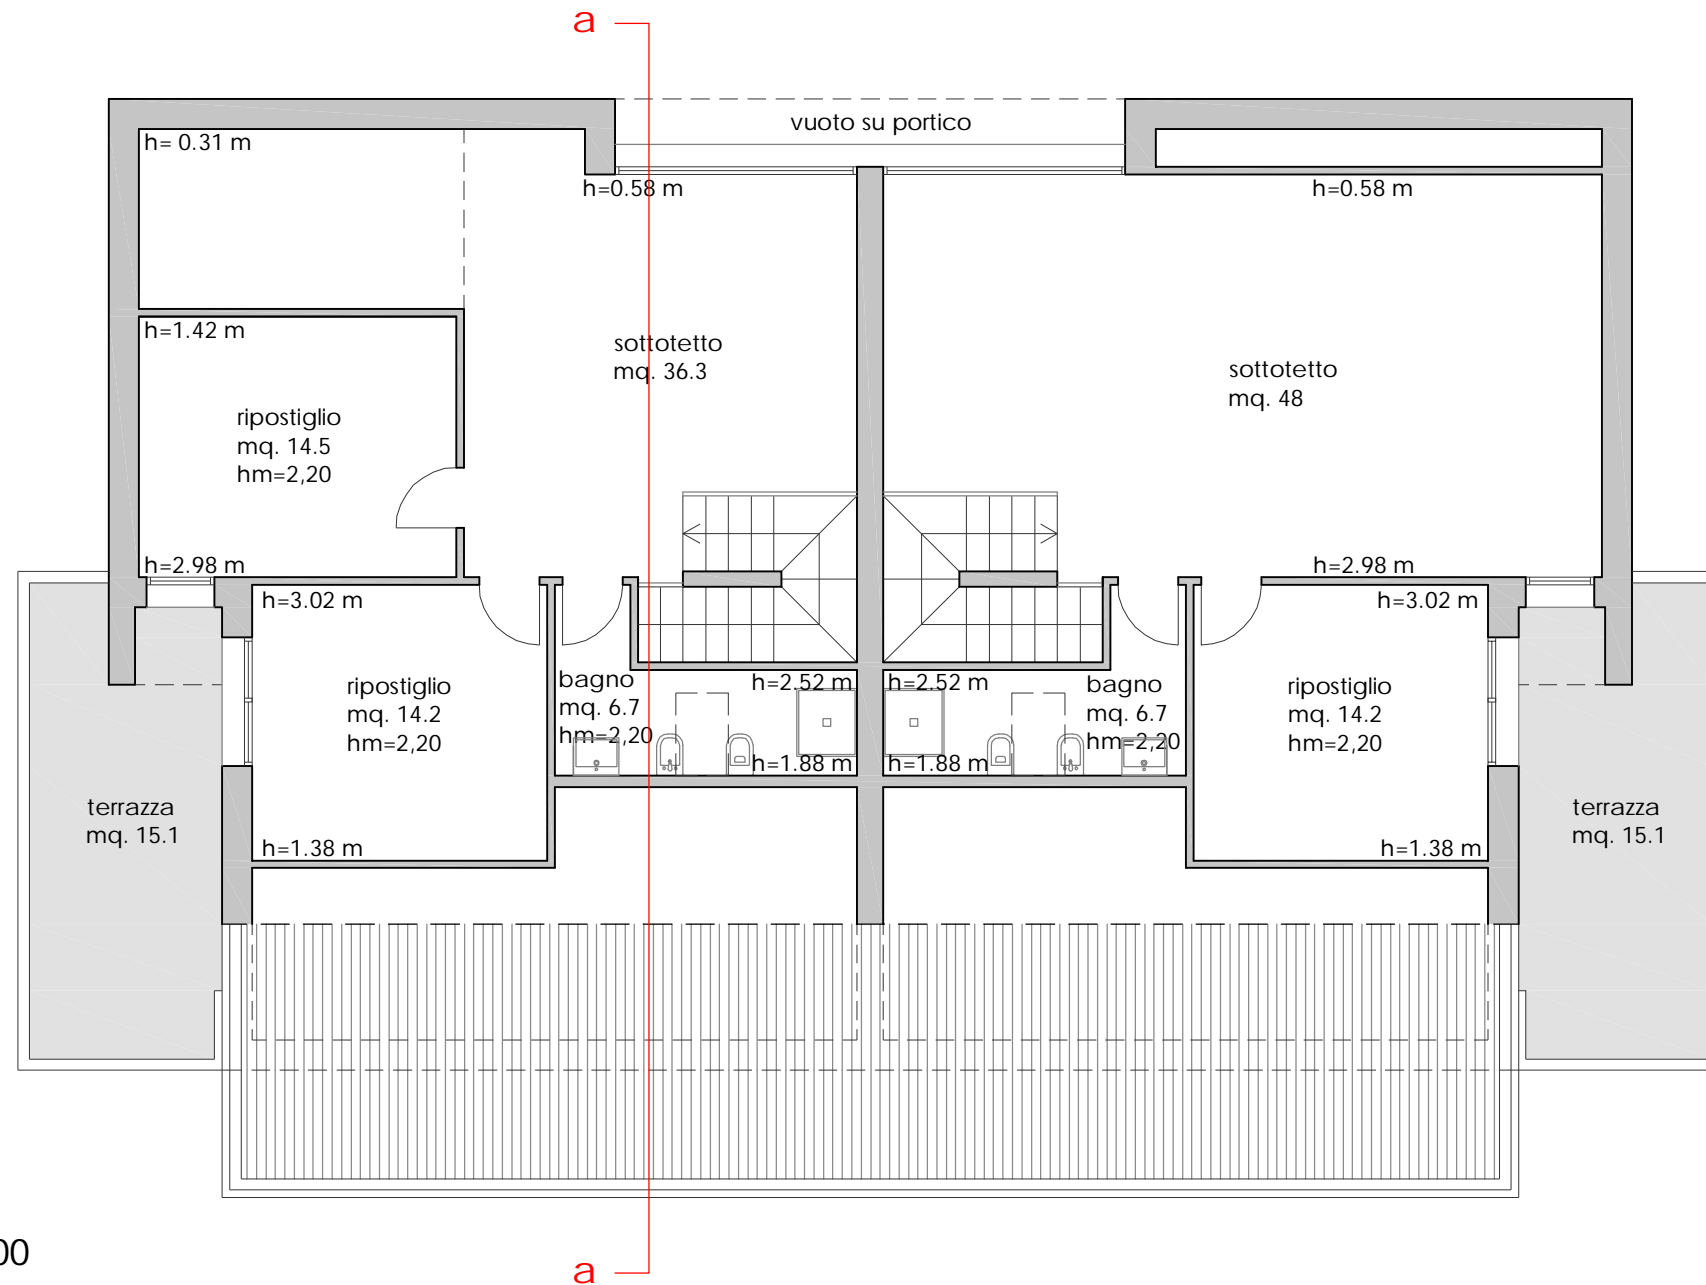 a
vuoto su portico
h= 0.31 m
h=0.58 m
h=0.58 m
h=1.42 m
sottotetto
mq. 36.3
sottotetto
mq. 48
ripostiglio
mq. 14.5
hm=2,20
h=2.98 m
h=2.98 m
h=3.02 m
h=3.02 m
ripostiglio
mq. 14.2
hm=2,20
bagno
mq. 6.7
hm=2,20
h=2.52 m
h=2.52 m
bagno
mq. 6.7
hm=2,20
ripostiglio
mq. 14.2
hm=2,20
h=1.88 m
h=1.88 m
terrazza
mq. 15.1
terrazza
mq. 15.1
h=1.38 m
h=1.38 m
00
a